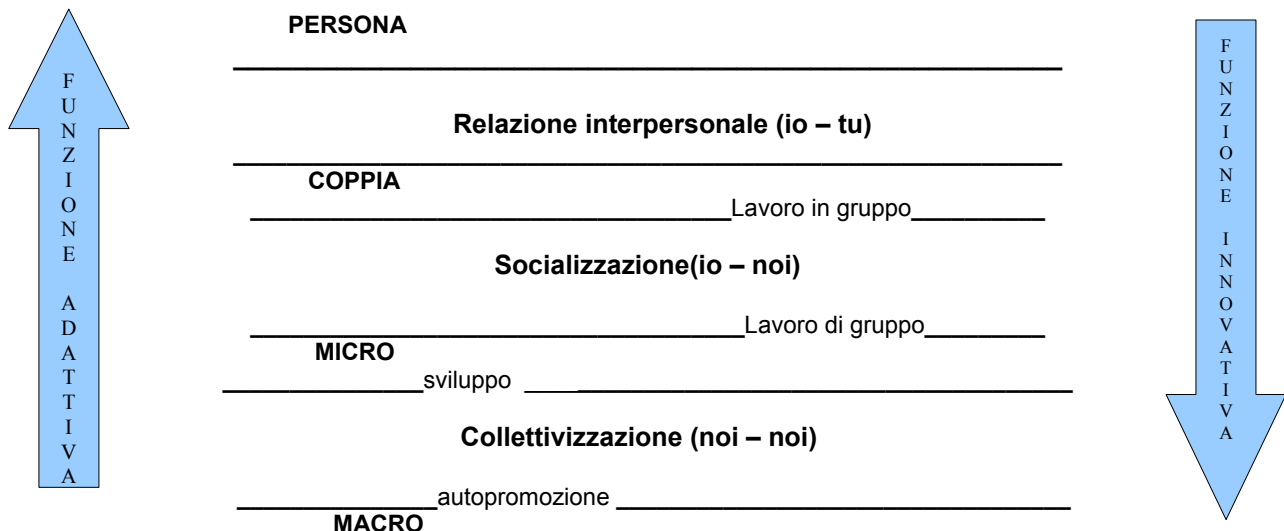 PERSONA
Relazione interpersonale (io – tu)
COPPIA
Lavoro in gruppo
Socializzazione(io – noi)
Lavoro di gruppo
MICRO
sviluppo
Collettivizzazione (noi – noi)
autopromozione
MACRO
FUNZIONE ADATTIVA
FUNZIONE INNOVATIVA